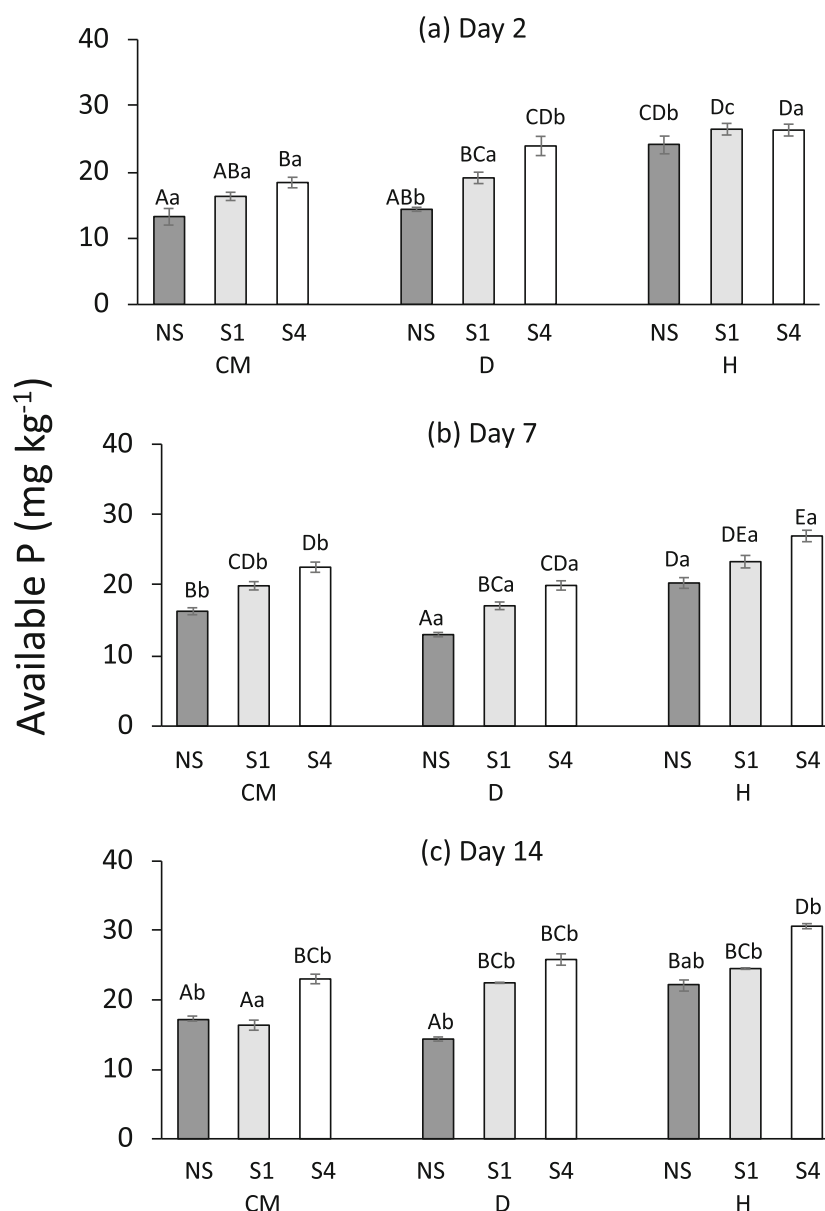 (a) Day 2
40
30
20
10
0
Aa ABa Ba ABb BCa CDb CDb Dc Da
NS S1 S4 NS S1 S4 NS S1 S4
CM D H
Available P (mg kg⁻¹)
(b) Day 7
40
30
20
10
0
Bb CDb Db Aa BCa CDa Da DEa Ea
NS S1 S4 NS S1 S4 NS S1 S4
CM D H
(c) Day 14
40
30
20
10
0
Ab Aa BCb Ab BCb BCb Bab BCb Db
NS S1 S4 NS S1 S4 NS S1 S4
CM D H